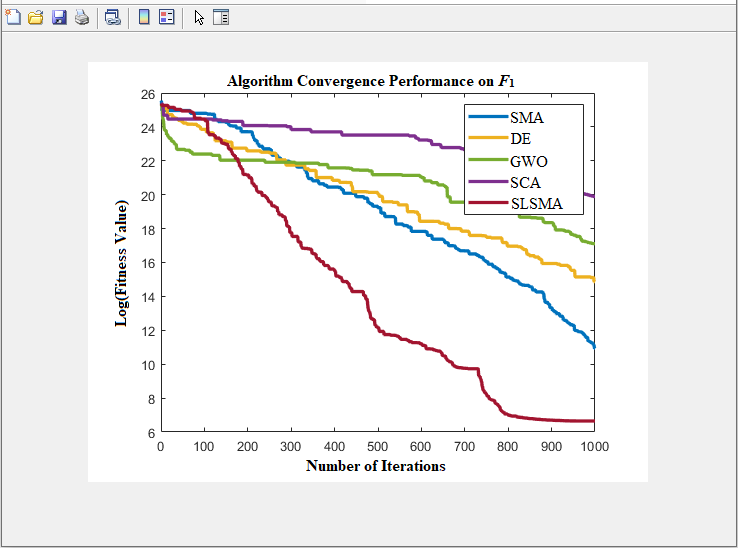 Algorithm Convergence Performance on F1
26
24
22
20
18
16
14
12
10
8
6
Log(Fitness Value)
SMA
DE
GWO
SCA
SLSMA
0 100 200 300 400 500 600 700 800 900 1000
Number of Iterations